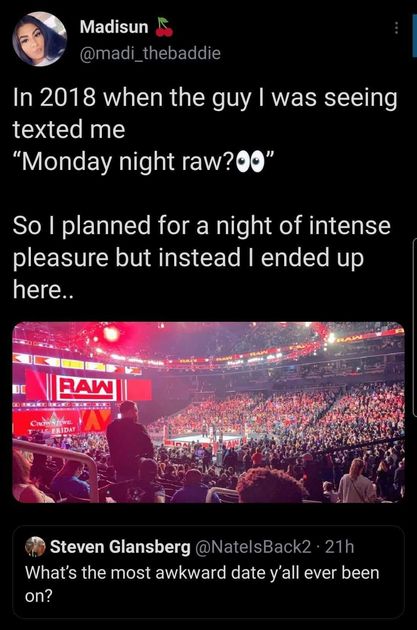 Madisun 🍒
@madi_thebaddie
In 2018 when the guy I was seeing
texted me
“Monday night raw?👀”
So I planned for a night of intense
pleasure but instead I ended up
here..
RAW
RAW
Steven Glansberg @NatelsBack2 · 21h
What's the most awkward date y'all ever been
on?